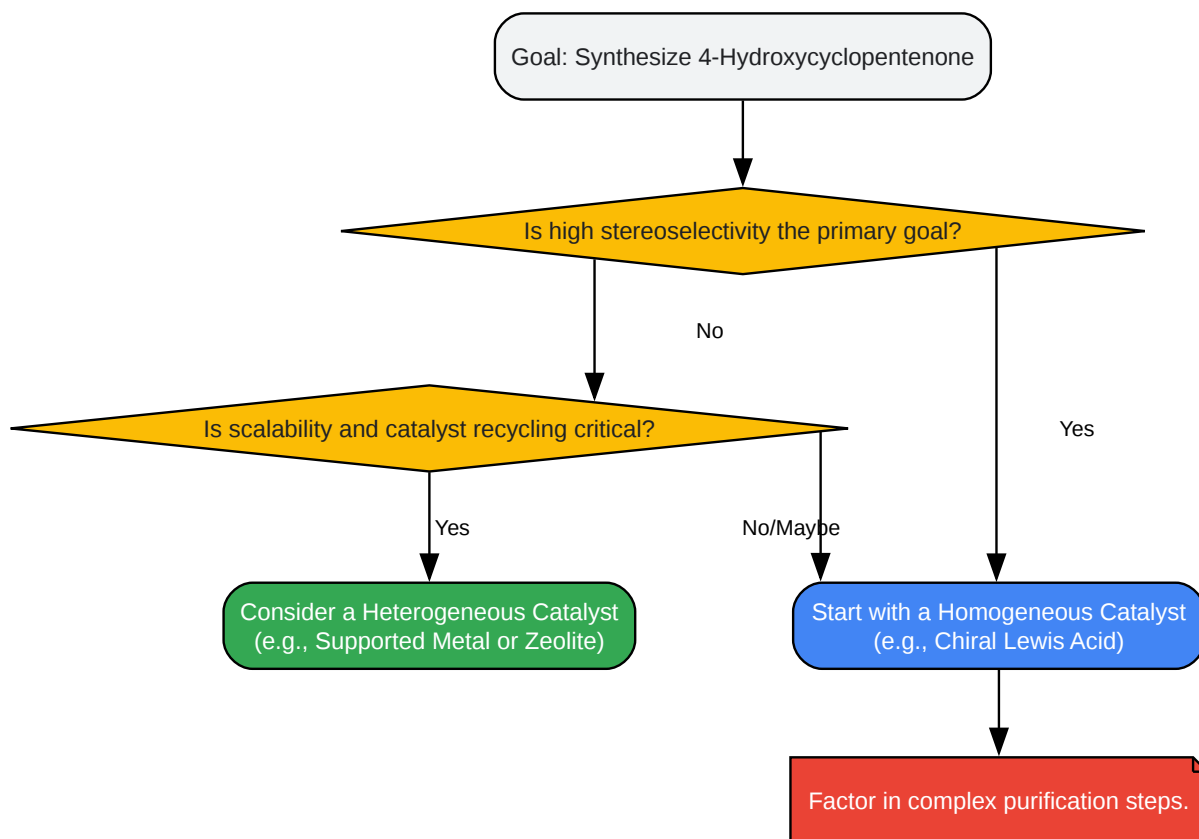 Goal: Synthesize 4-Hydroxycyclopentenone
Is high stereoselectivity the primary goal?
No
Is scalability and catalyst recycling critical?
Yes
Yes
No/Maybe
Consider a Heterogeneous Catalyst
(e.g., Supported Metal or Zeolite)
Start with a Homogeneous Catalyst
(e.g., Chiral Lewis Acid)
Factor in complex purification steps.